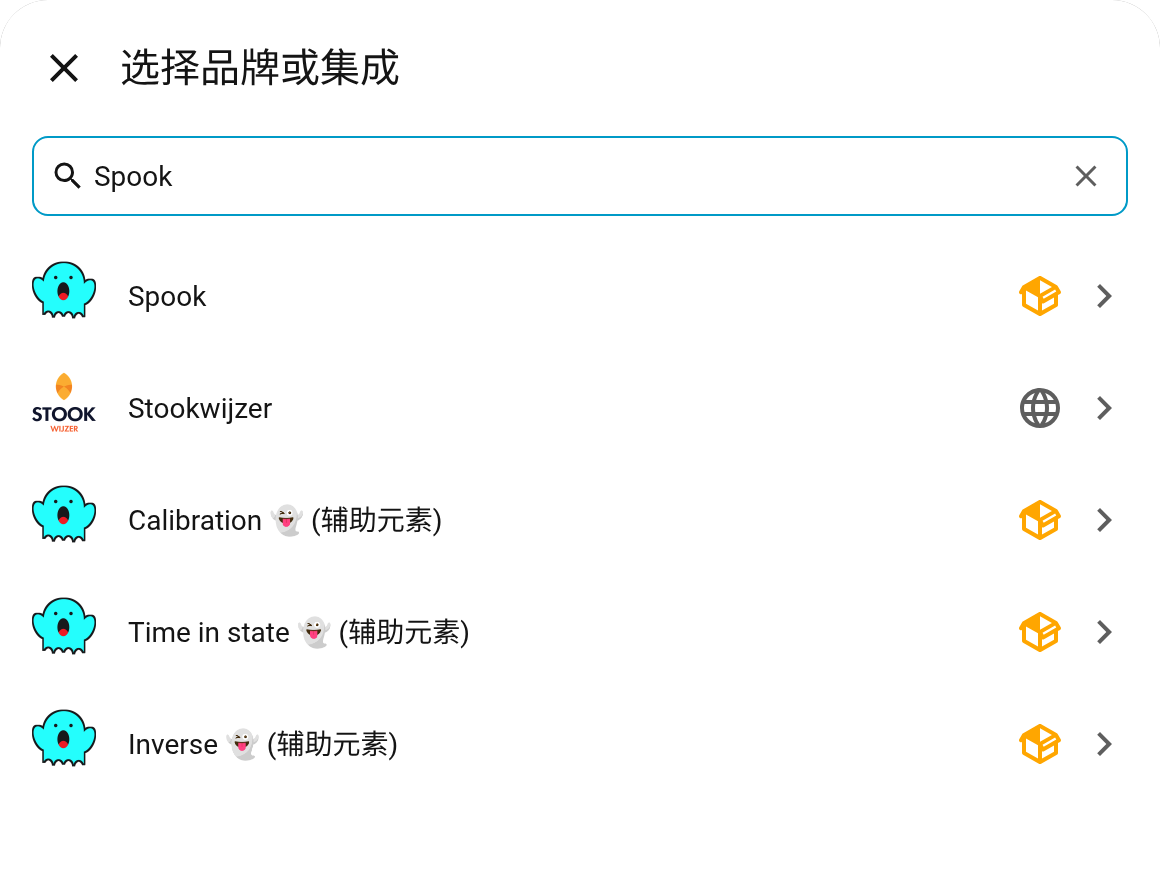 选择品牌或集成
Spook
Spook
STOOK
WIJZER
Stookwijzer
Calibration 👻 (辅助元素)
Time in state 👻 (辅助元素)
Inverse 👻 (辅助元素)